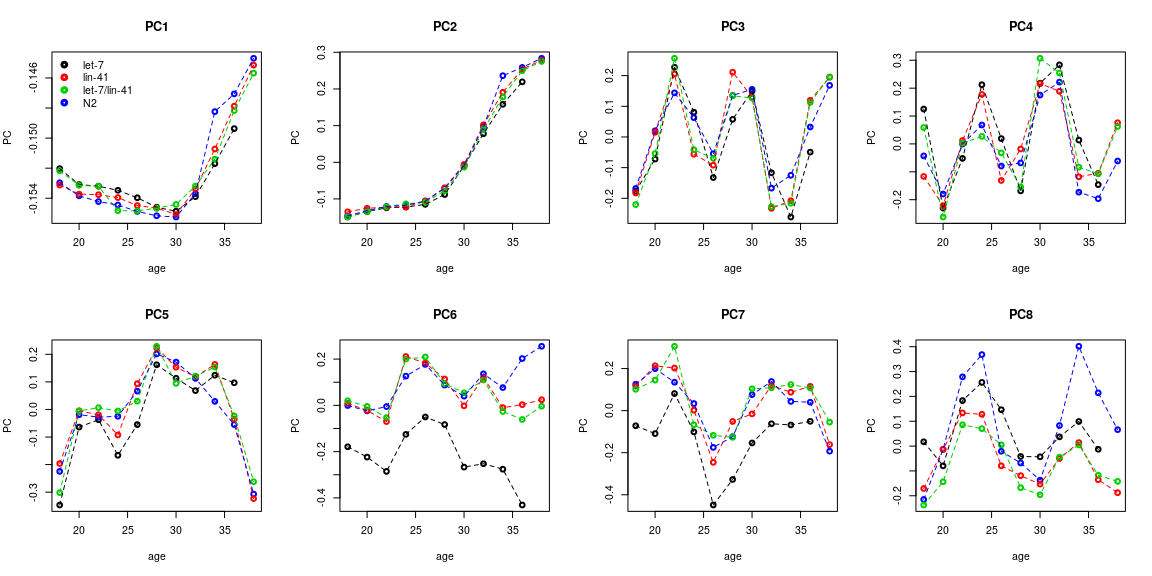 PC1 PC2 PC3 PC4
let-7
lin-41
let-7/lin-41
N2
PC
-0.154 -0.150 -0.146
20 25 30 35
age
PC
-0.1 0.0 0.1 0.2 0.3
20 25 30 35
age
PC
-0.2 -0.1 0.0 0.1 0.2
20 25 30 35
age
PC
-0.2 0.0 0.1 0.2 0.3
20 25 30 35
age
PC5 PC6 PC7 PC8
PC
-0.3 -0.1 0.0 0.1 0.2
20 25 30 35
age
PC
-0.4 -0.2 0.0 0.2
20 25 30 35
age
PC
-0.4 -0.2 0.0 0.2
20 25 30 35
age
PC
-0.2 0.0 0.1 0.2 0.3 0.4
20 25 30 35
age